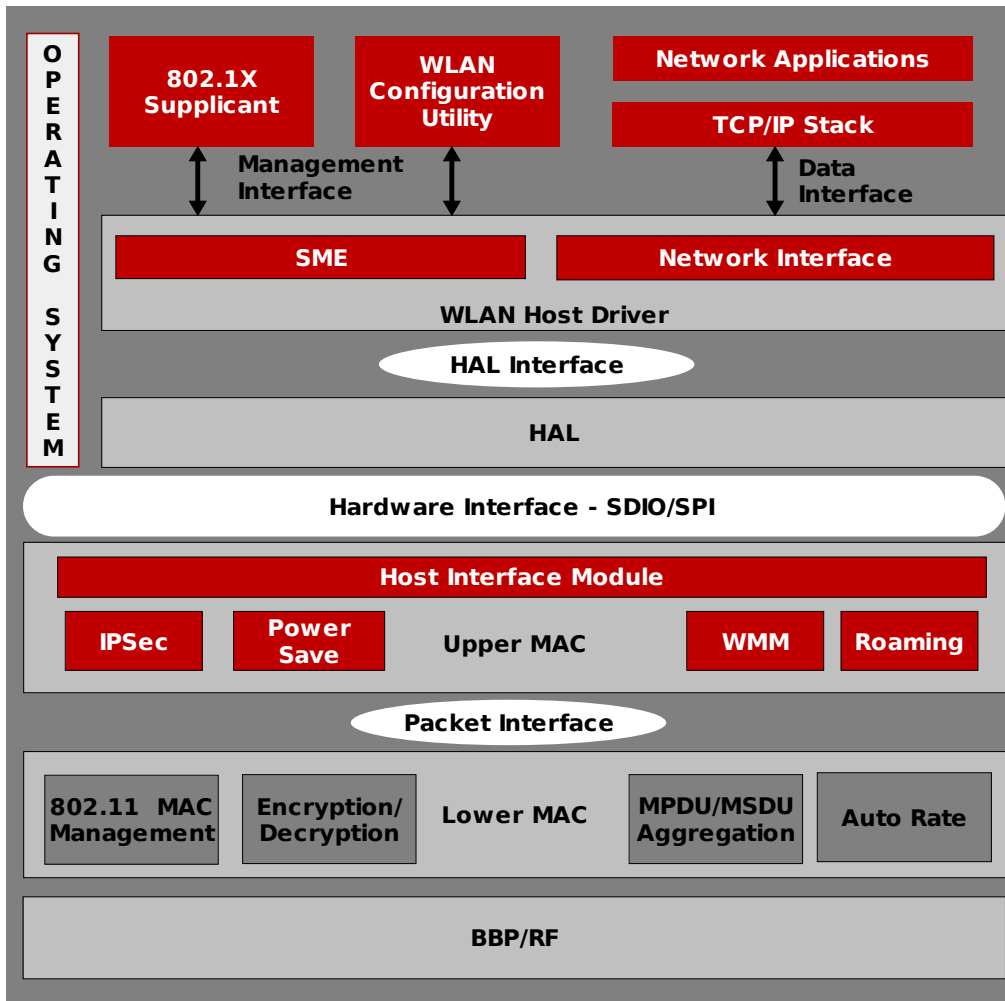 OPERATING SYSTEM
802.1X
Supplicant
WLAN
Configuration
Utility
Network Applications
TCP/IP Stack
Management
Interface
Data
Interface
SME
Network Interface
WLAN Host Driver
HAL Interface
HAL
Hardware Interface - SDIO/SPI
Host Interface Module
IPSec
Power
Save
Upper MAC
WMM
Roaming
Packet Interface
802.11 MAC
Management
Encryption/
Decryption
Lower MAC
MPDU/MSDU
Aggregation
Auto Rate
BBP/RF